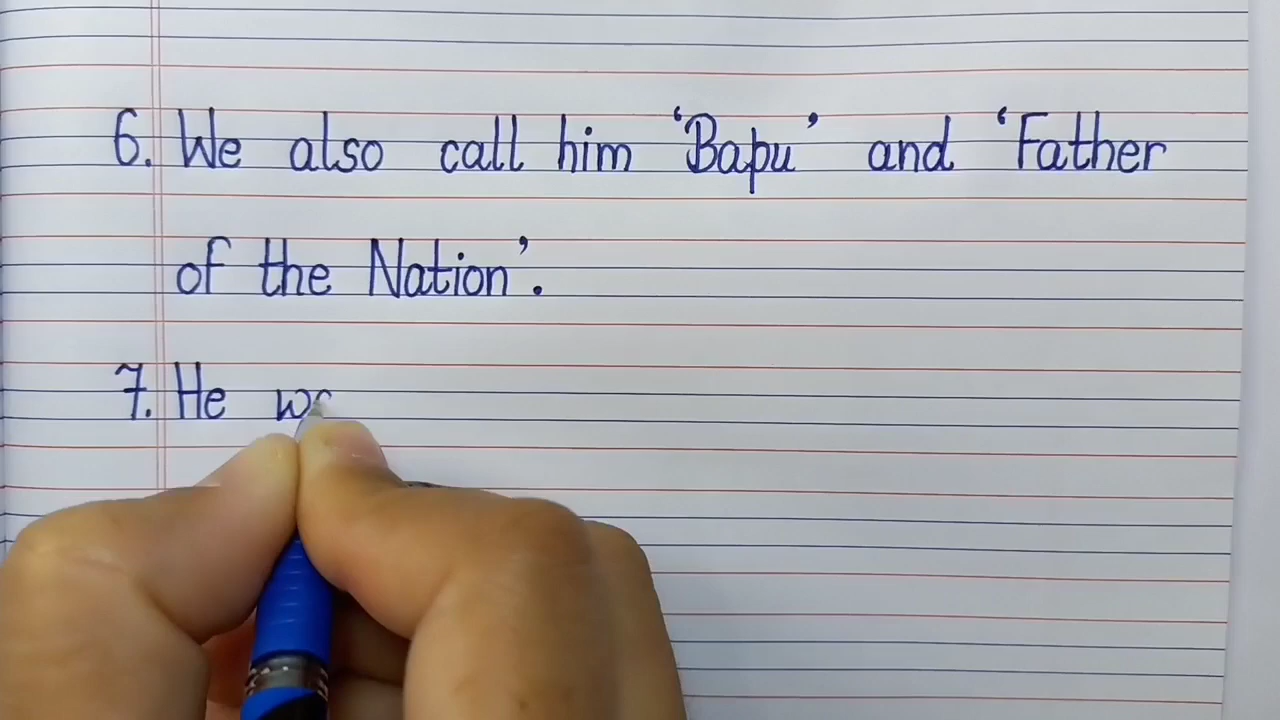 6. We also call him ‘Bapu’ and ‘Father
of the Nation’.
7. He